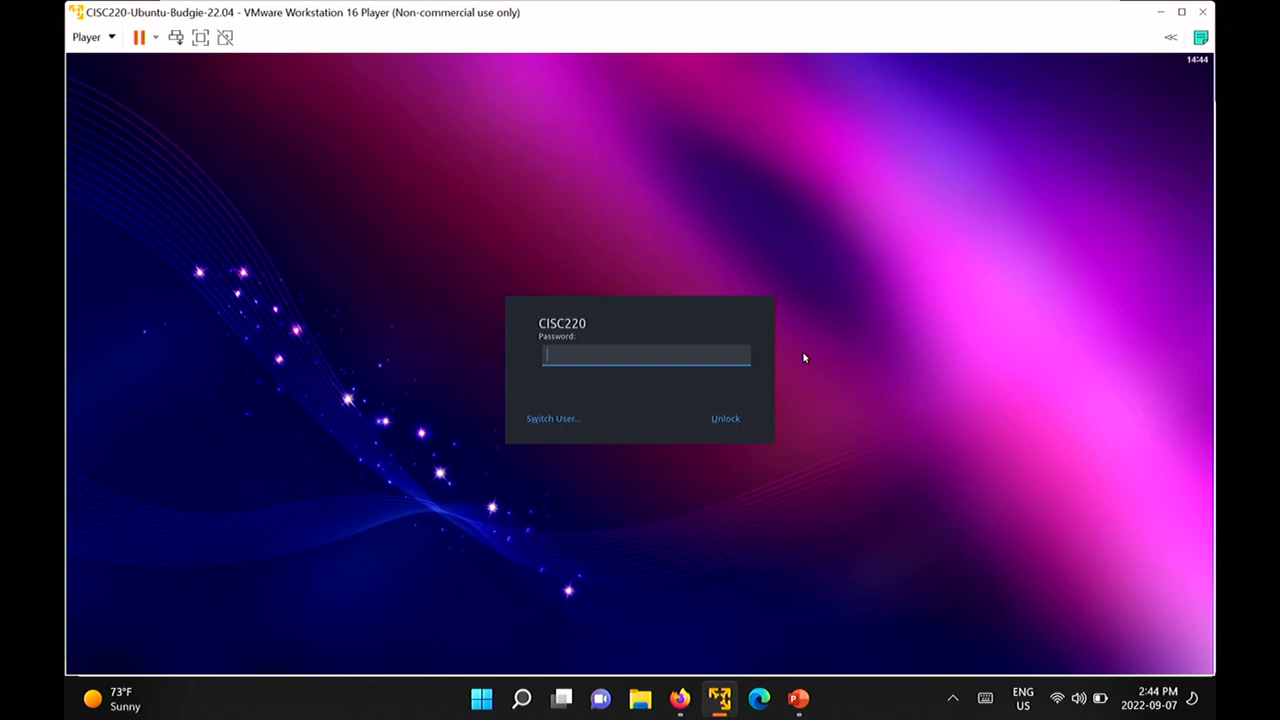 CISC220-Ubuntu-Budgie-22.04 - VMware Workstation 16 Player (Non-commercial use only)
Player
14:44
CISC220
Password:
Switch User...
Unlock
73°F
Sunny
ENG
US
2:44 PM
2022-09-07